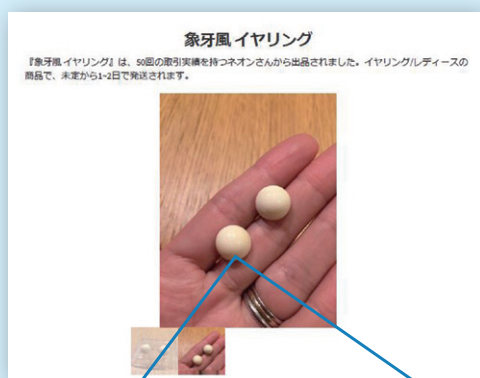 象牙風 イヤリング
『象牙風 イヤリング』は、50回の取引実績を持つネオンさんから出品されました。イヤリング/レディースの
商品で、未定から1~2日で発送されます。